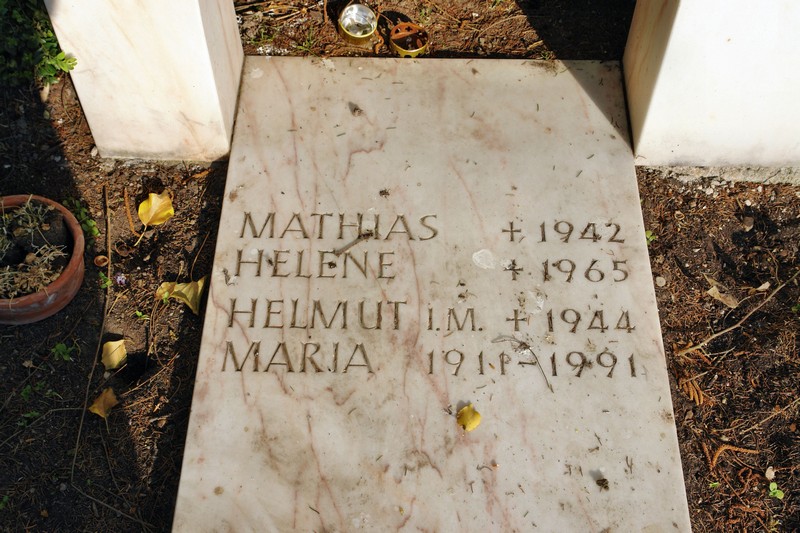 MATHIAS + 1942
HELENE + 1965
HELMUT i.M. + 1944
MARIA 1911-1991